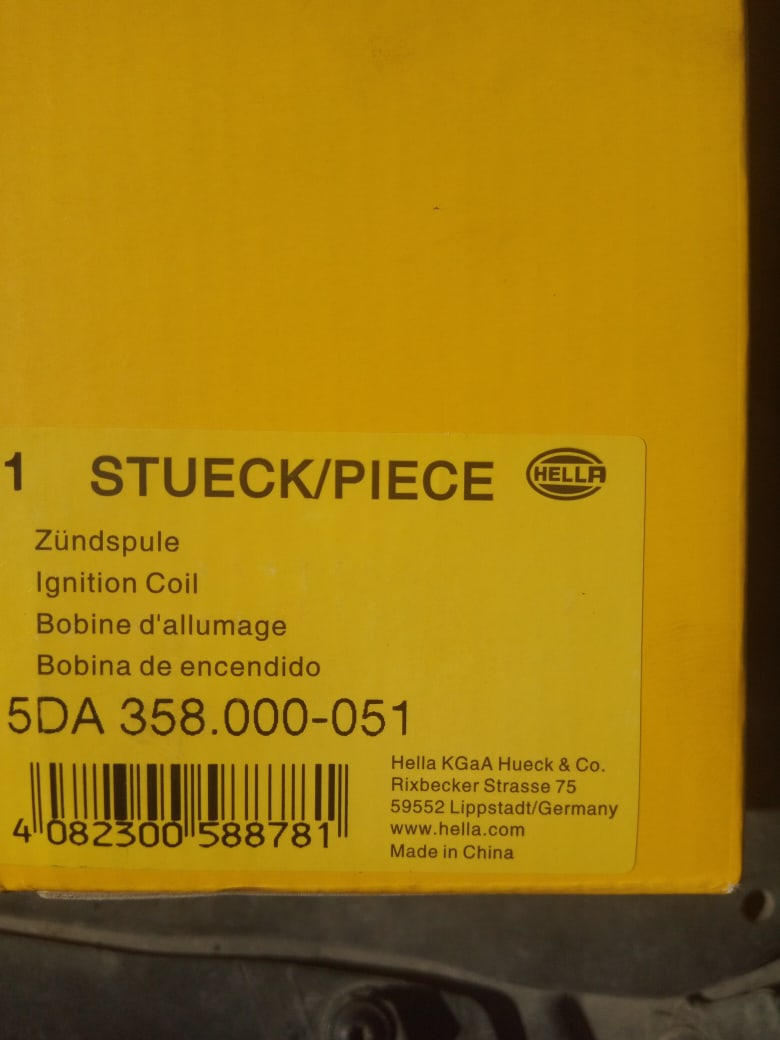 1 STUECK/PIECE HELLA
Zündspule
Ignition Coil
Bobine d'allumage
Bobina de encendido
5DA 358.000-051
4 082300 588781
Hella KGaA Hueck & Co.
Rixbecker Strasse 75
59552 Lippstadt/Germany
www.hella.com
Made in China